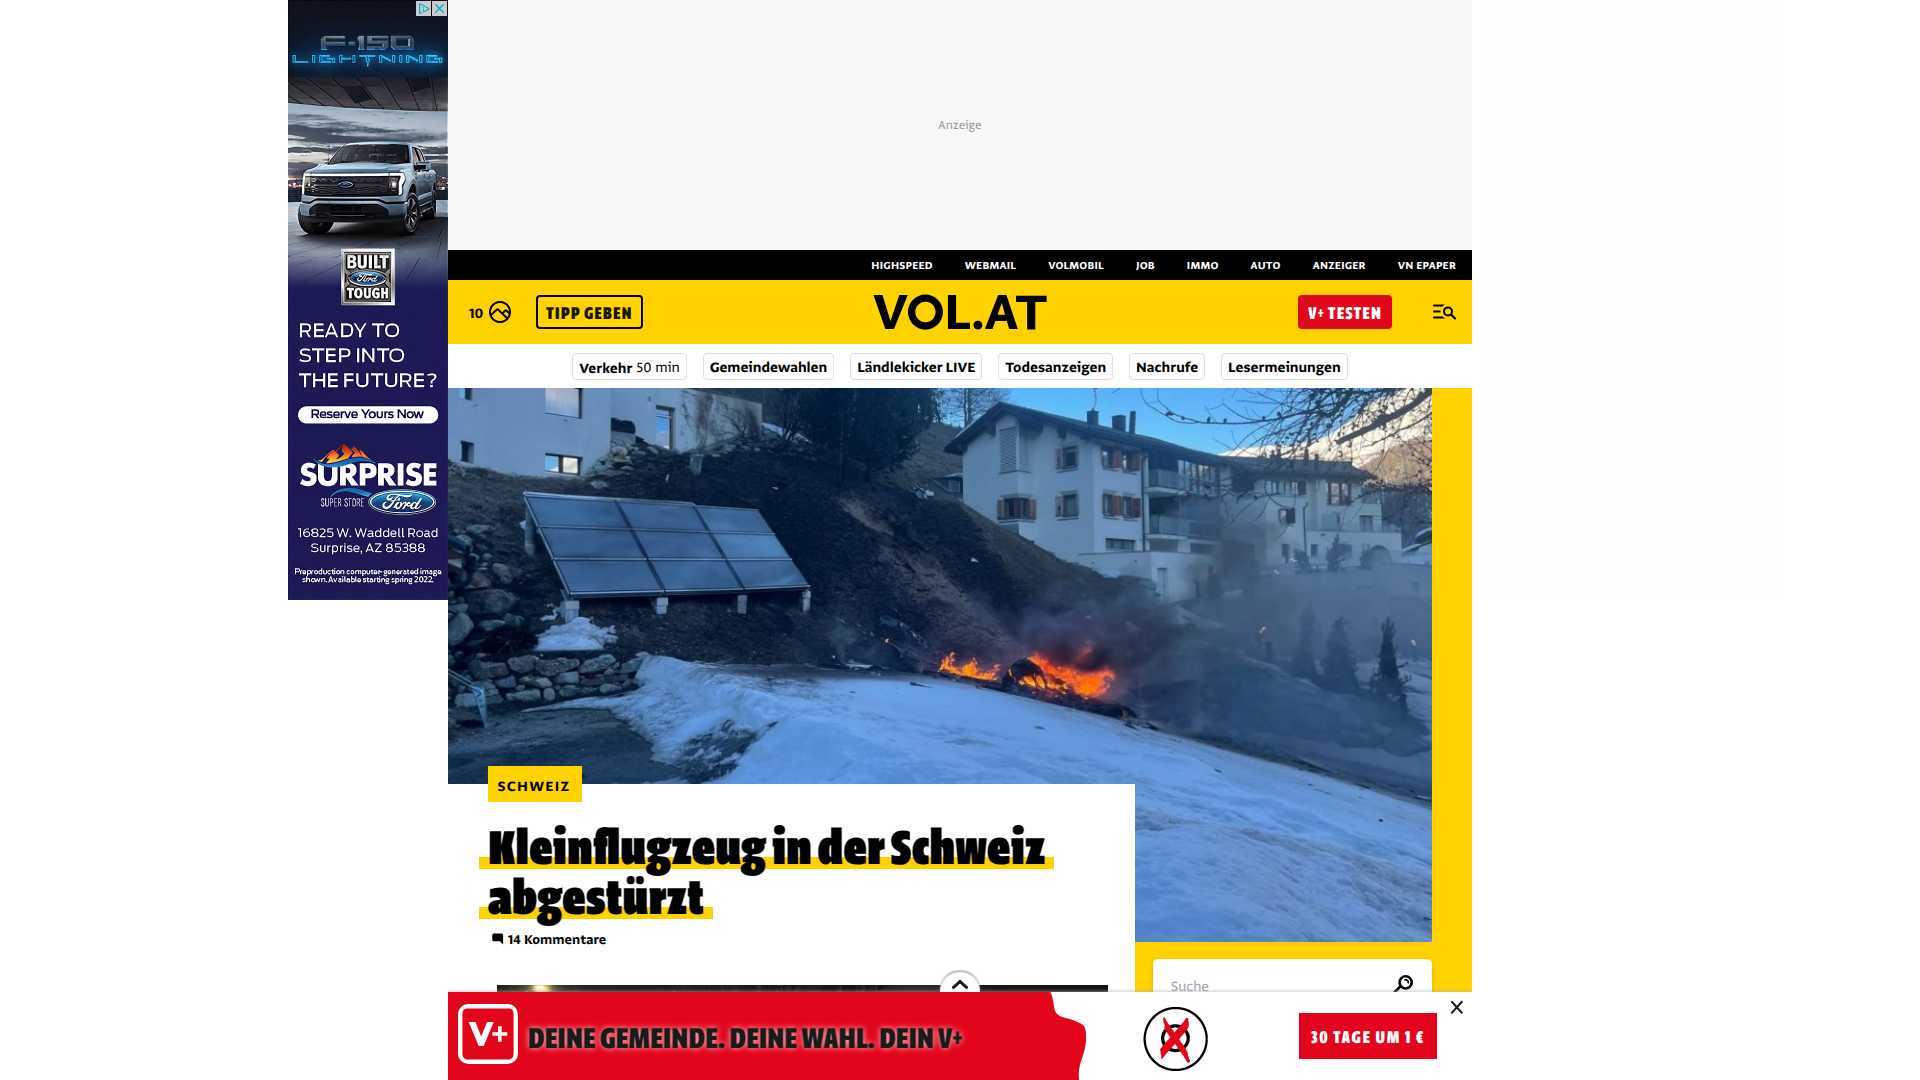 F-150
LIGHTNING
BUILT
Ford
TOUGH
READY TO
STEP INTO
THE FUTURE?
Reserve Yours Now
SURPRISE
SUPER STORE Ford
16825 W. Waddell Road
Surprise, AZ 85388
Preproduction computer-generated image
shown. Available starting spring 2022.
Anzeige
HIGHSPEED WEBMAIL VOLMOBIL JOB IMMO AUTO ANZEIGER VN EPAPER
10 TIPP GEBEN VOL.AT V+ TESTEN
Verkehr 50 min Gemeindewahlen Ländlekicker LIVE Todesanzeigen Nachrufe Lesermeinungen
SCHWEIZ
Kleinflugzeug in der Schweiz
abgestürzt
14 Kommentare
Suche
V+ DEINE GEMEINDE. DEINE WAHL. DEIN V+ 30 TAGE UM 1 €